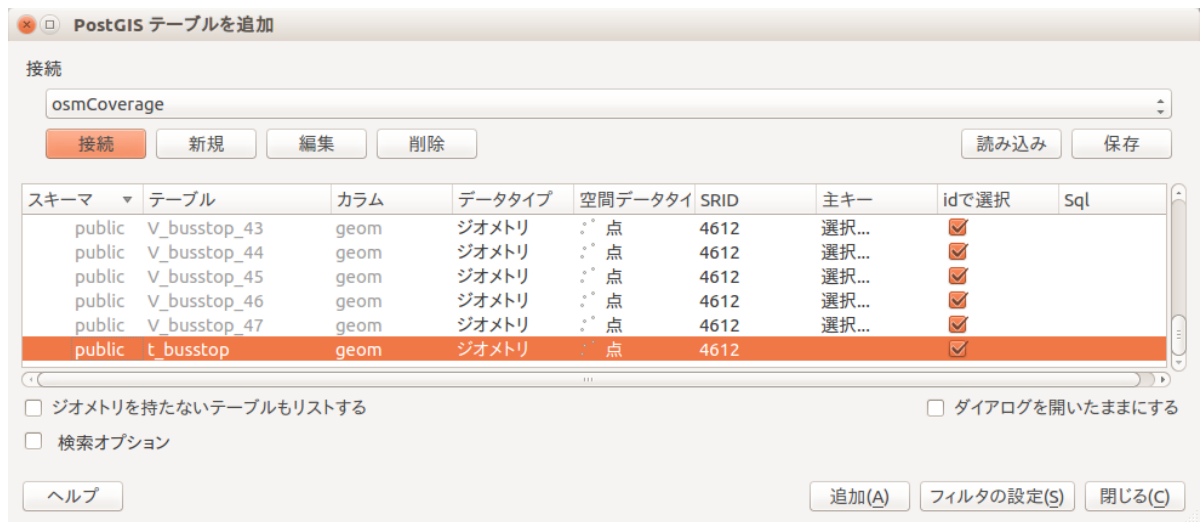 PostGIS テーブルを追加
接続
osmCoverage
接続 新規 編集 削除 読み込み 保存
スキーマ テーブル カラム データタイプ 空間データタイ SRID 主キー idで選択 Sql
public V_busstop_43 geom ジオメトリ 点 4612 選択...
public V_busstop_44 geom ジオメトリ 点 4612 選択...
public V_busstop_45 geom ジオメトリ 点 4612 選択...
public V_busstop_46 geom ジオメトリ 点 4612 選択...
public V_busstop_47 geom ジオメトリ 点 4612 選択...
public t_busstop geom ジオメトリ 点 4612
ジオメトリを持たないテーブルもリストする ダイアログを開いたままにする
検索オプション
ヘルプ 追加(A) フィルタの設定(S) 閉じる(C)